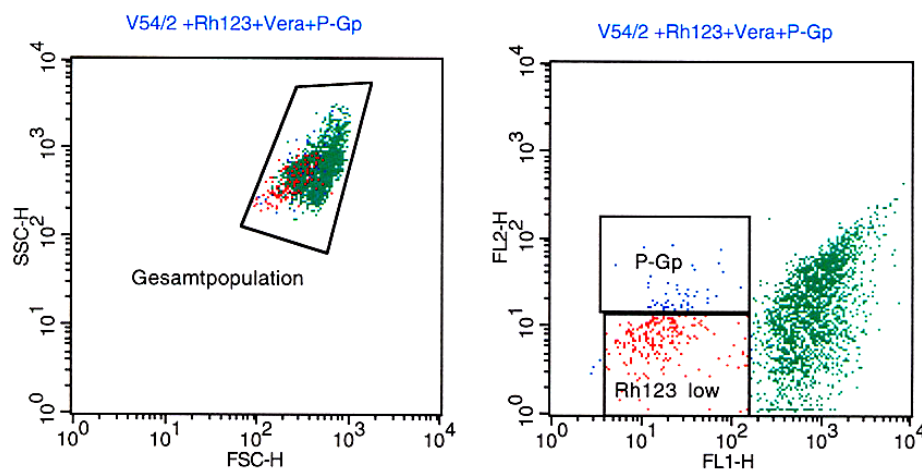 V54/2 +Rh123+Vera+P-Gp
SSC-H
10^4
10^3
10^2
10^1
10^0
Gesamtpopulation
10^0 10^1 10^2 10^3 10^4
FSC-H
V54/2 +Rh123+Vera+P-Gp
FL2-H
10^4
10^3
10^2
10^1
10^0
P-Gp
Rh123 low
10^0 10^1 10^2 10^3 10^4
FL1-H